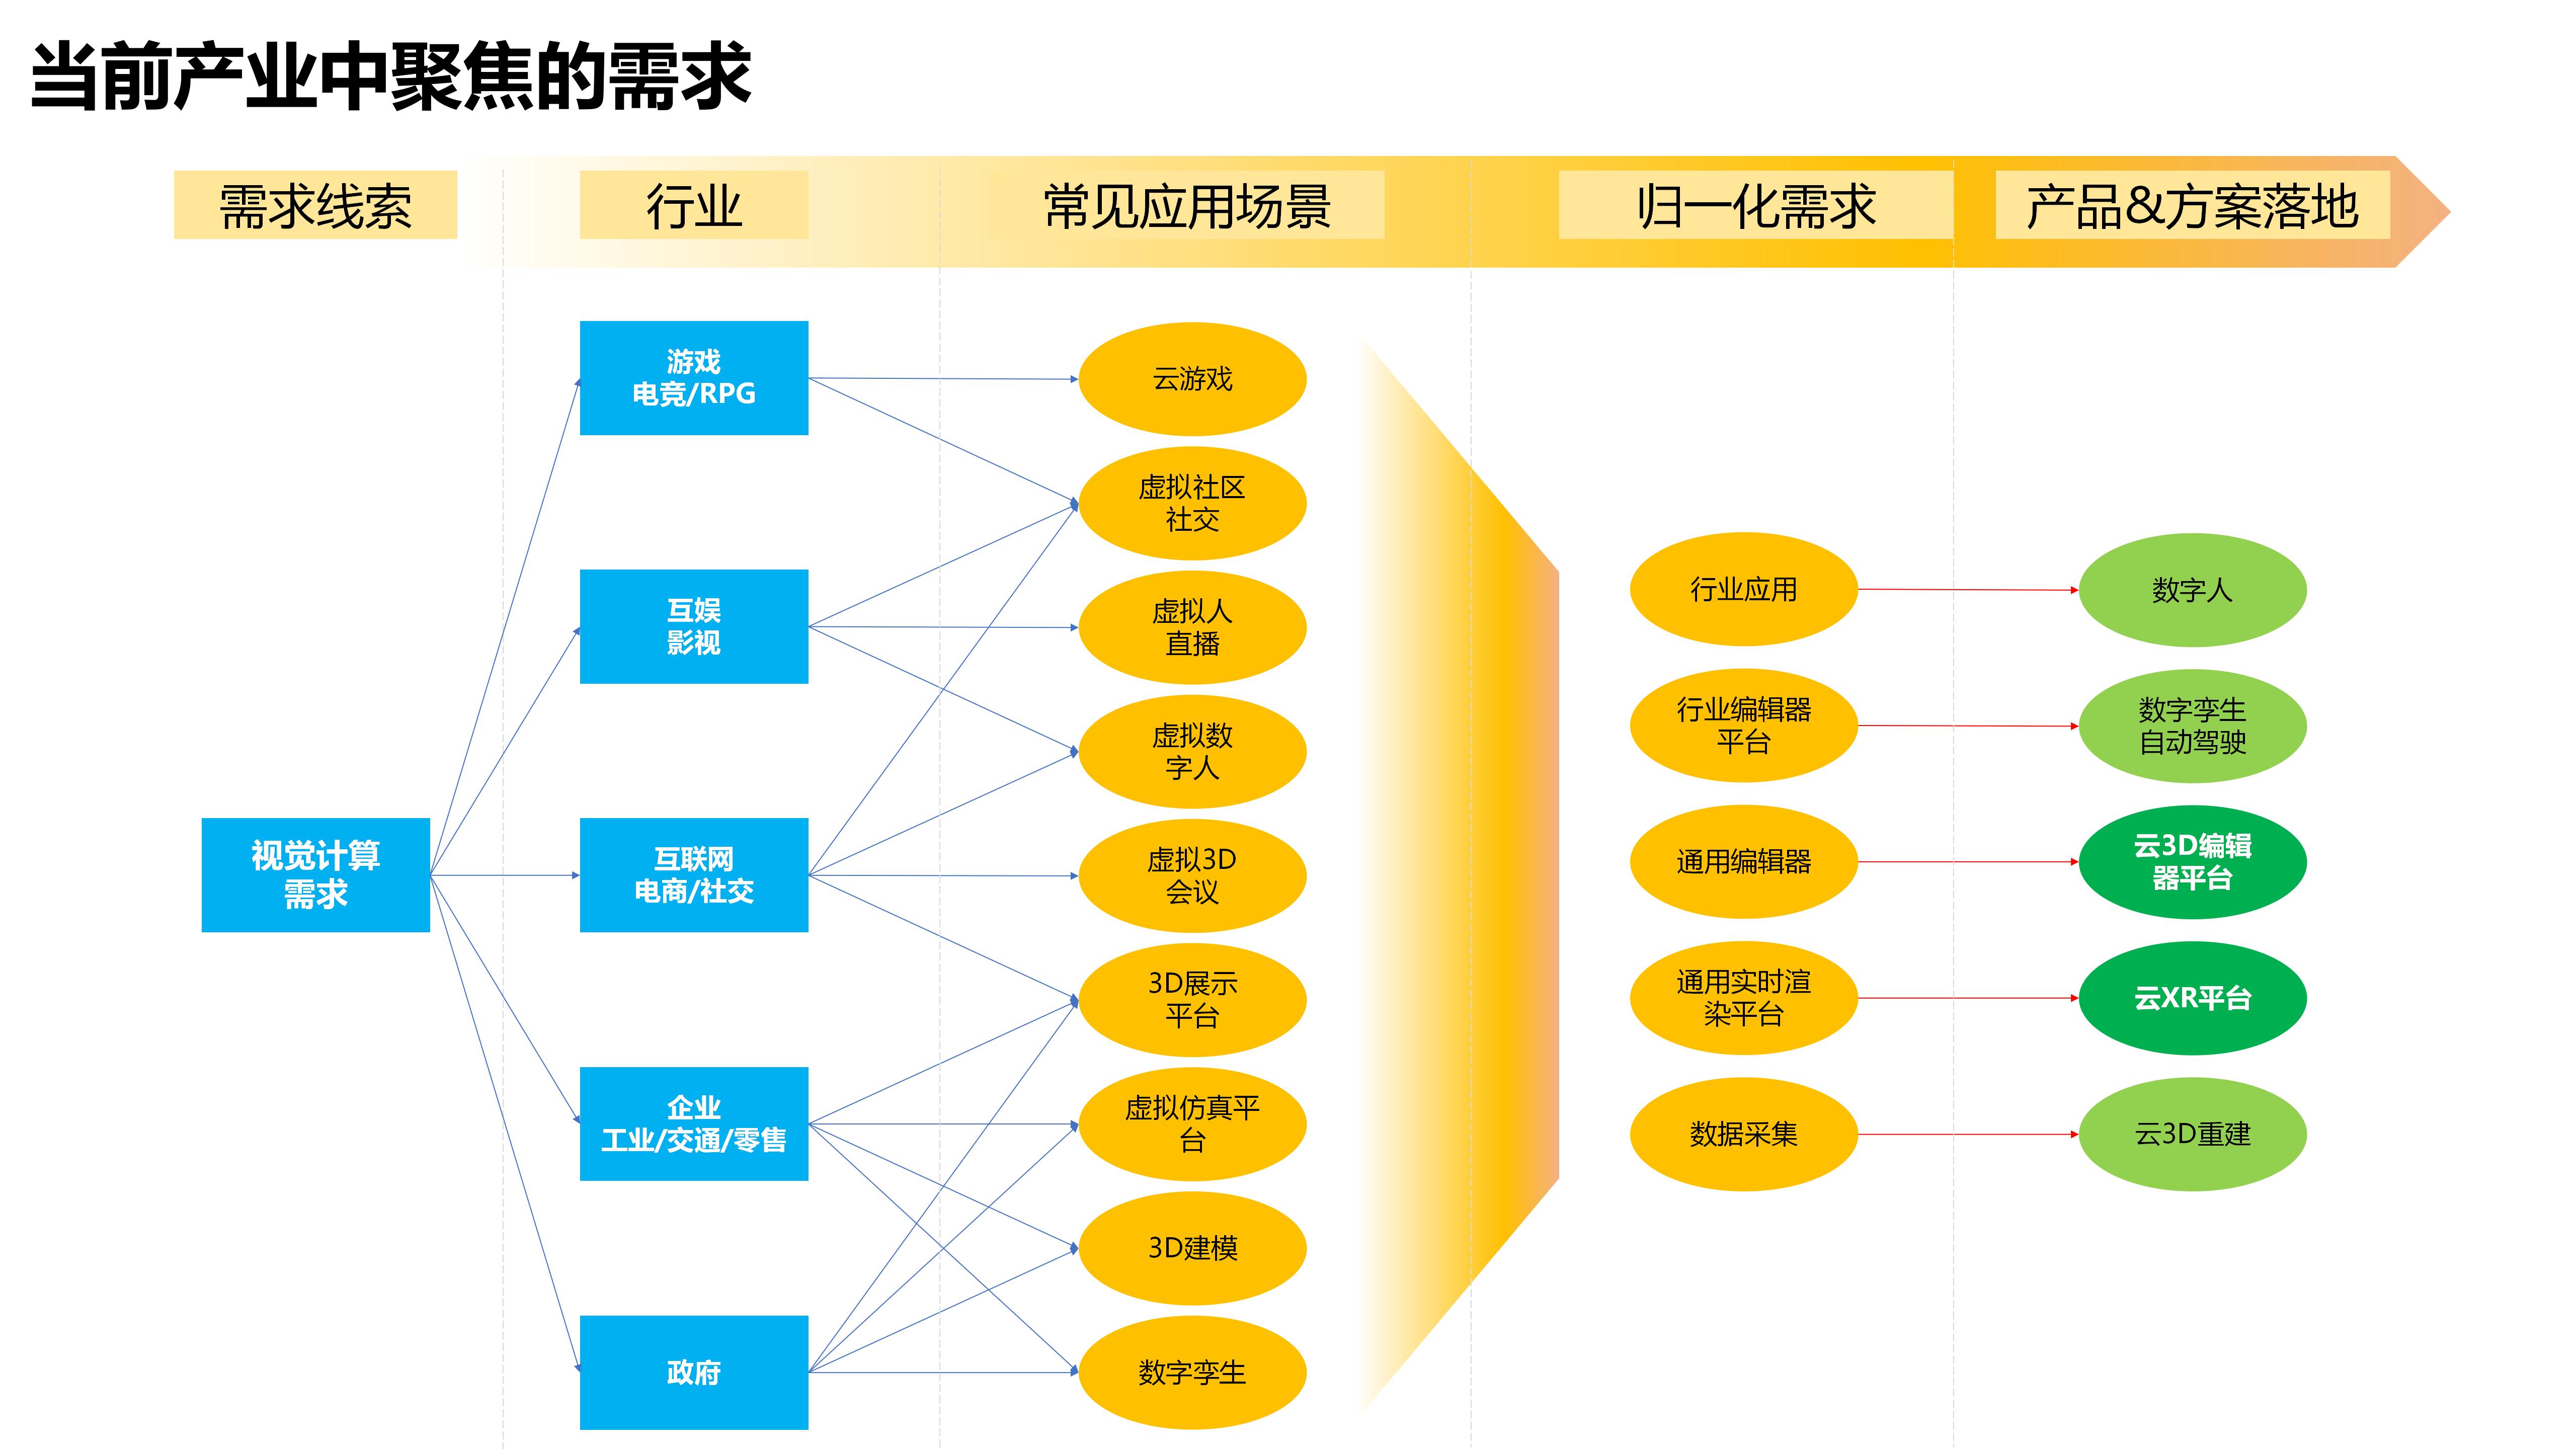 当前产业中聚焦的需求
需求线索
行业
常见应用场景
归一化需求
产品&方案落地
视觉计算
需求
游戏
电竞/RPG
互娱
影视
互联网
电商/社交
企业
工业/交通/零售
政府
云游戏
虚拟社区
社交
虚拟人
直播
虚拟数
字人
虚拟3D
会议
3D展示
平台
虚拟仿真平
台
3D建模
数字孪生
行业应用
行业编辑器
平台
通用编辑器
通用实时渲
染平台
数据采集
数字人
数字孪生
自动驾驶
云3D编辑
器平台
云XR平台
云3D重建